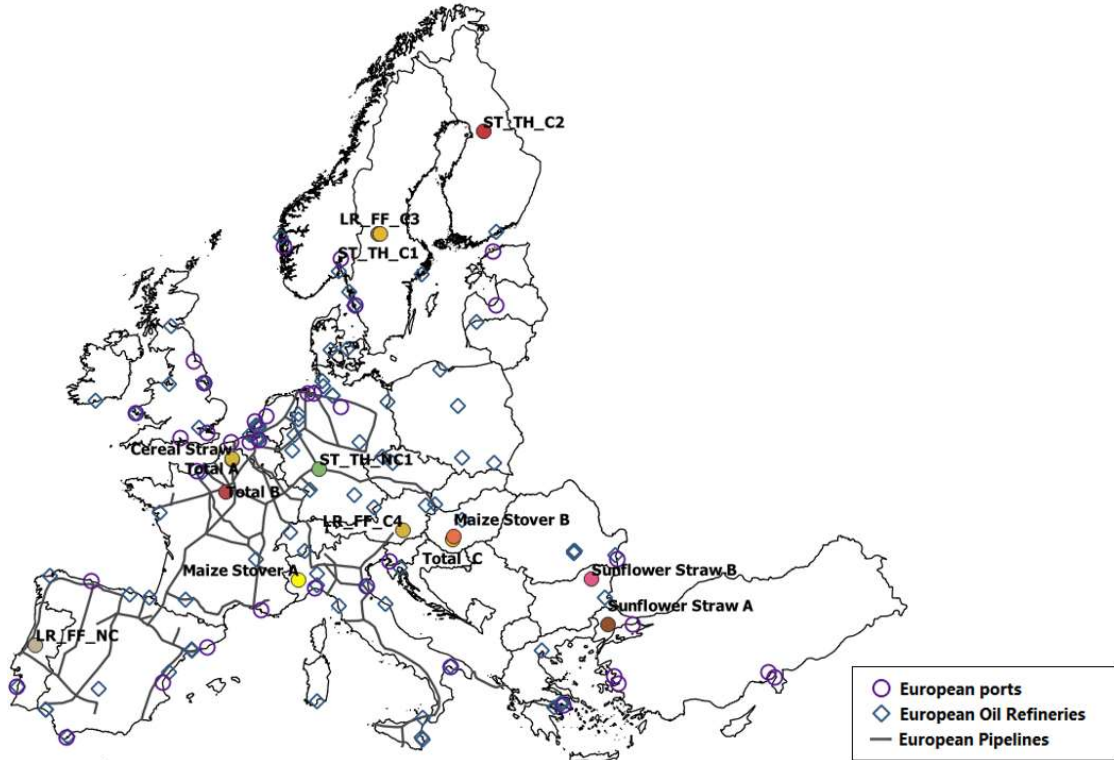 ST_TH_C2
LR_FF_C3
ST_TH_C1
Cereal Straw
Total A
ST_TH_NC1
Total B
LR_FF_C4
Maize Stover B
Total C
Maize Stover A
Sunflower Straw B
Sunflower Straw A
LR_FF_NC
European ports
European Oil Refineries
European Pipelines